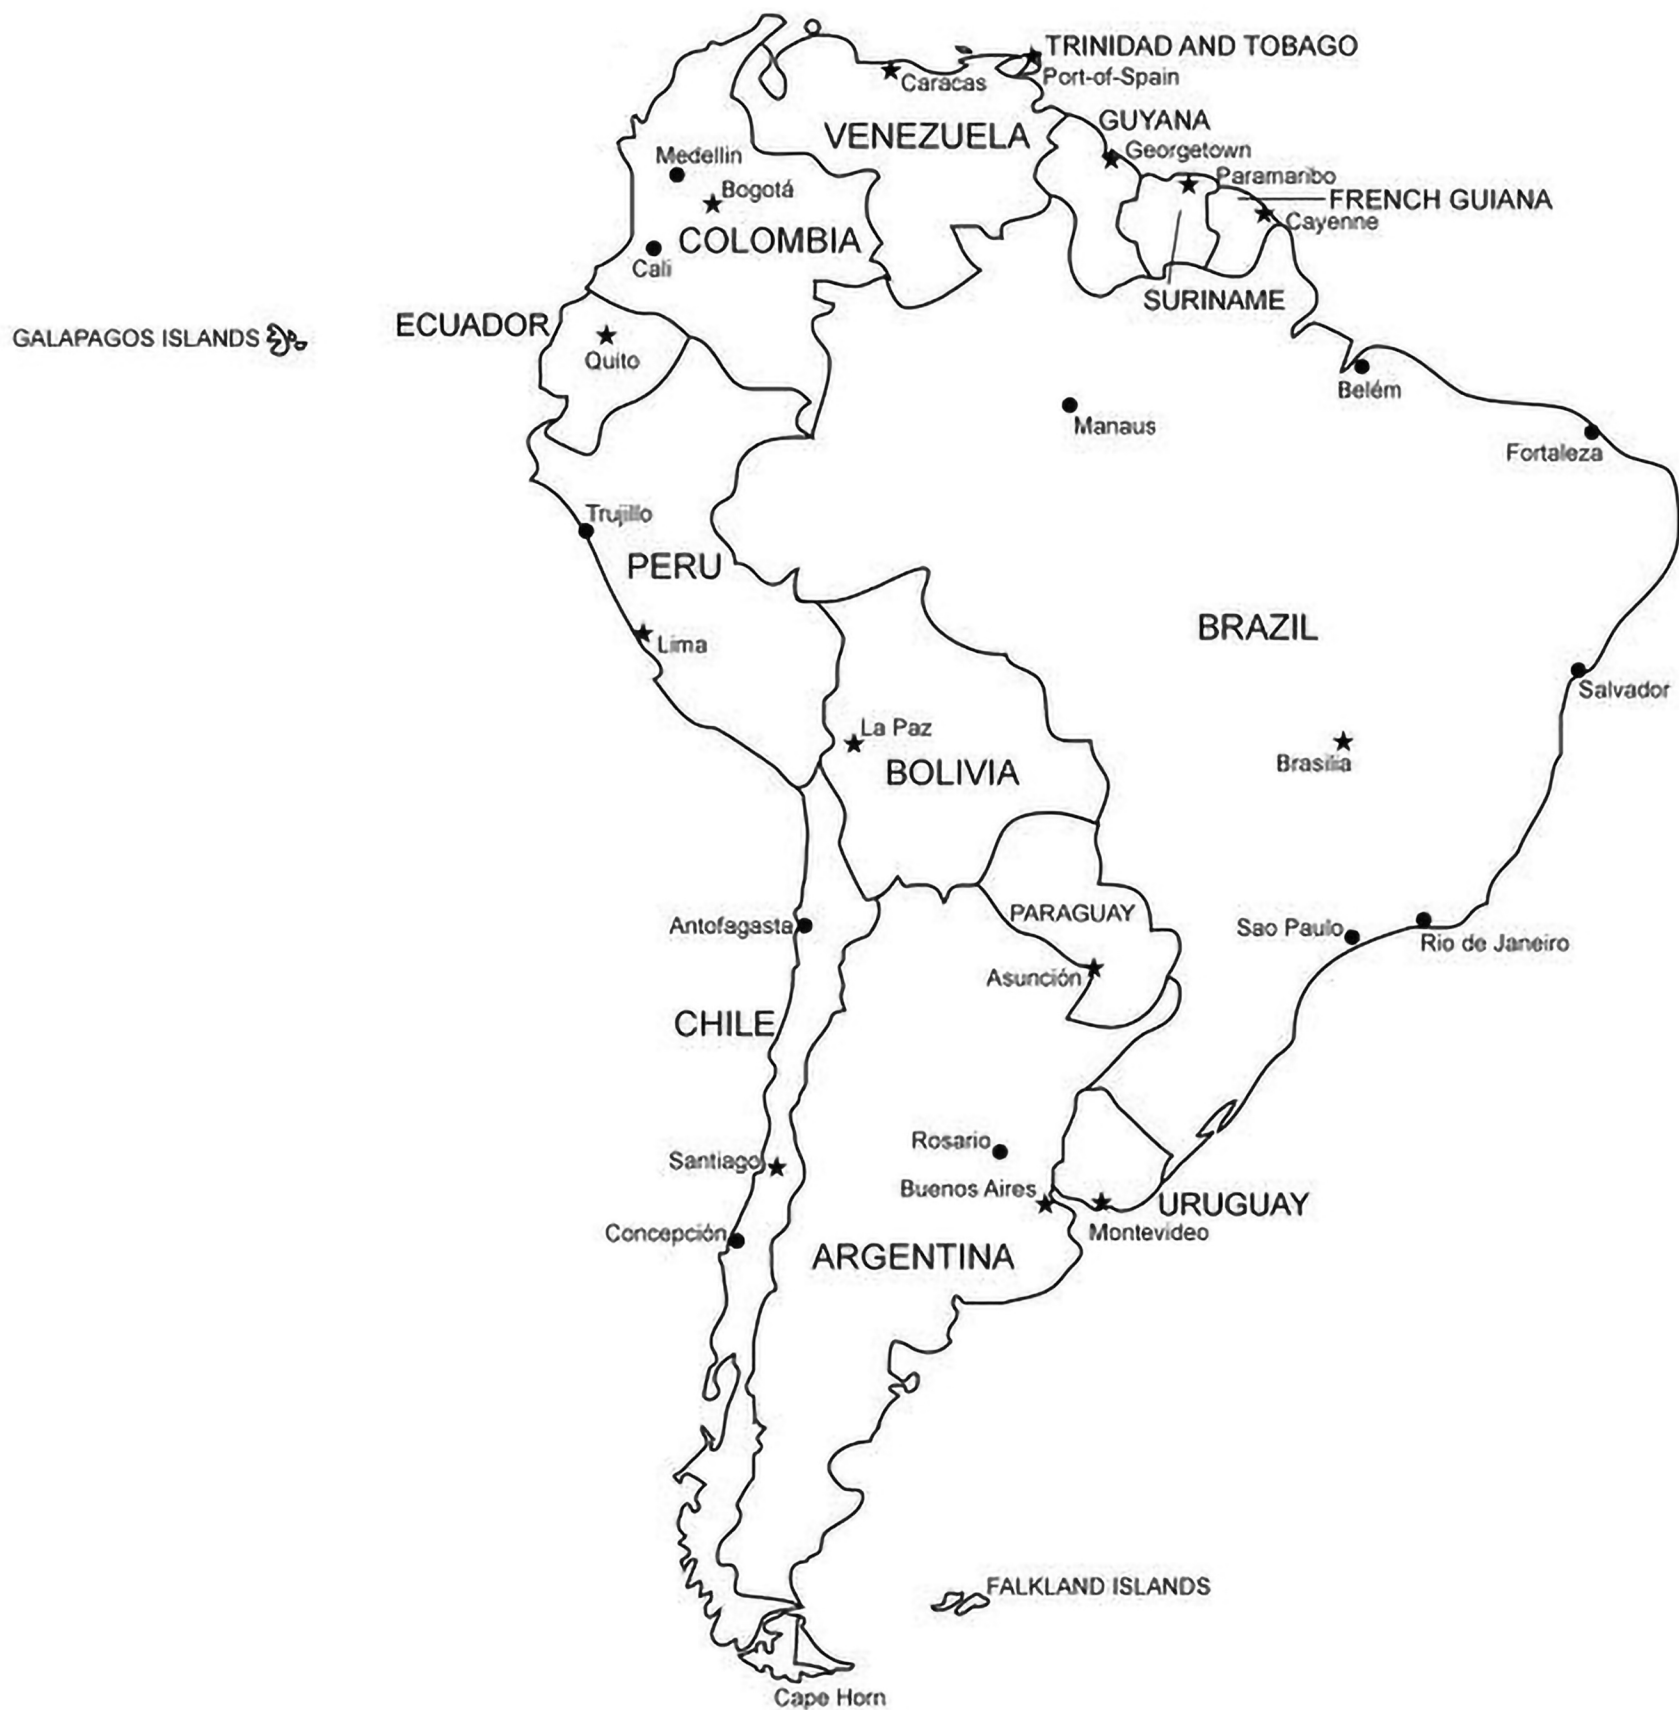 TRINIDAD AND TOBAGO
Port-of-Spain
Caracas
GUYANA
VENEZUELA
Georgetown
Medellin
Paramaribo
Bogotá
FRENCH GUIANA
Cayenne
COLOMBIA
Cali
SURINAME
ECUADOR
GALAPAGOS ISLANDS
Quito
Belém
Manaus
Fortaleza
Trujillo
PERU
BRAZIL
Lima
Salvador
La Paz
Brasilia
BOLIVIA
PARAGUAY
Antofagasta
Sao Paulo
Rio de Janeiro
Asunción
CHILE
Rosario
Santiago
Buenos Aires
URUGUAY
Montevideo
Concepción
ARGENTINA
FALKLAND ISLANDS
Cape Horn